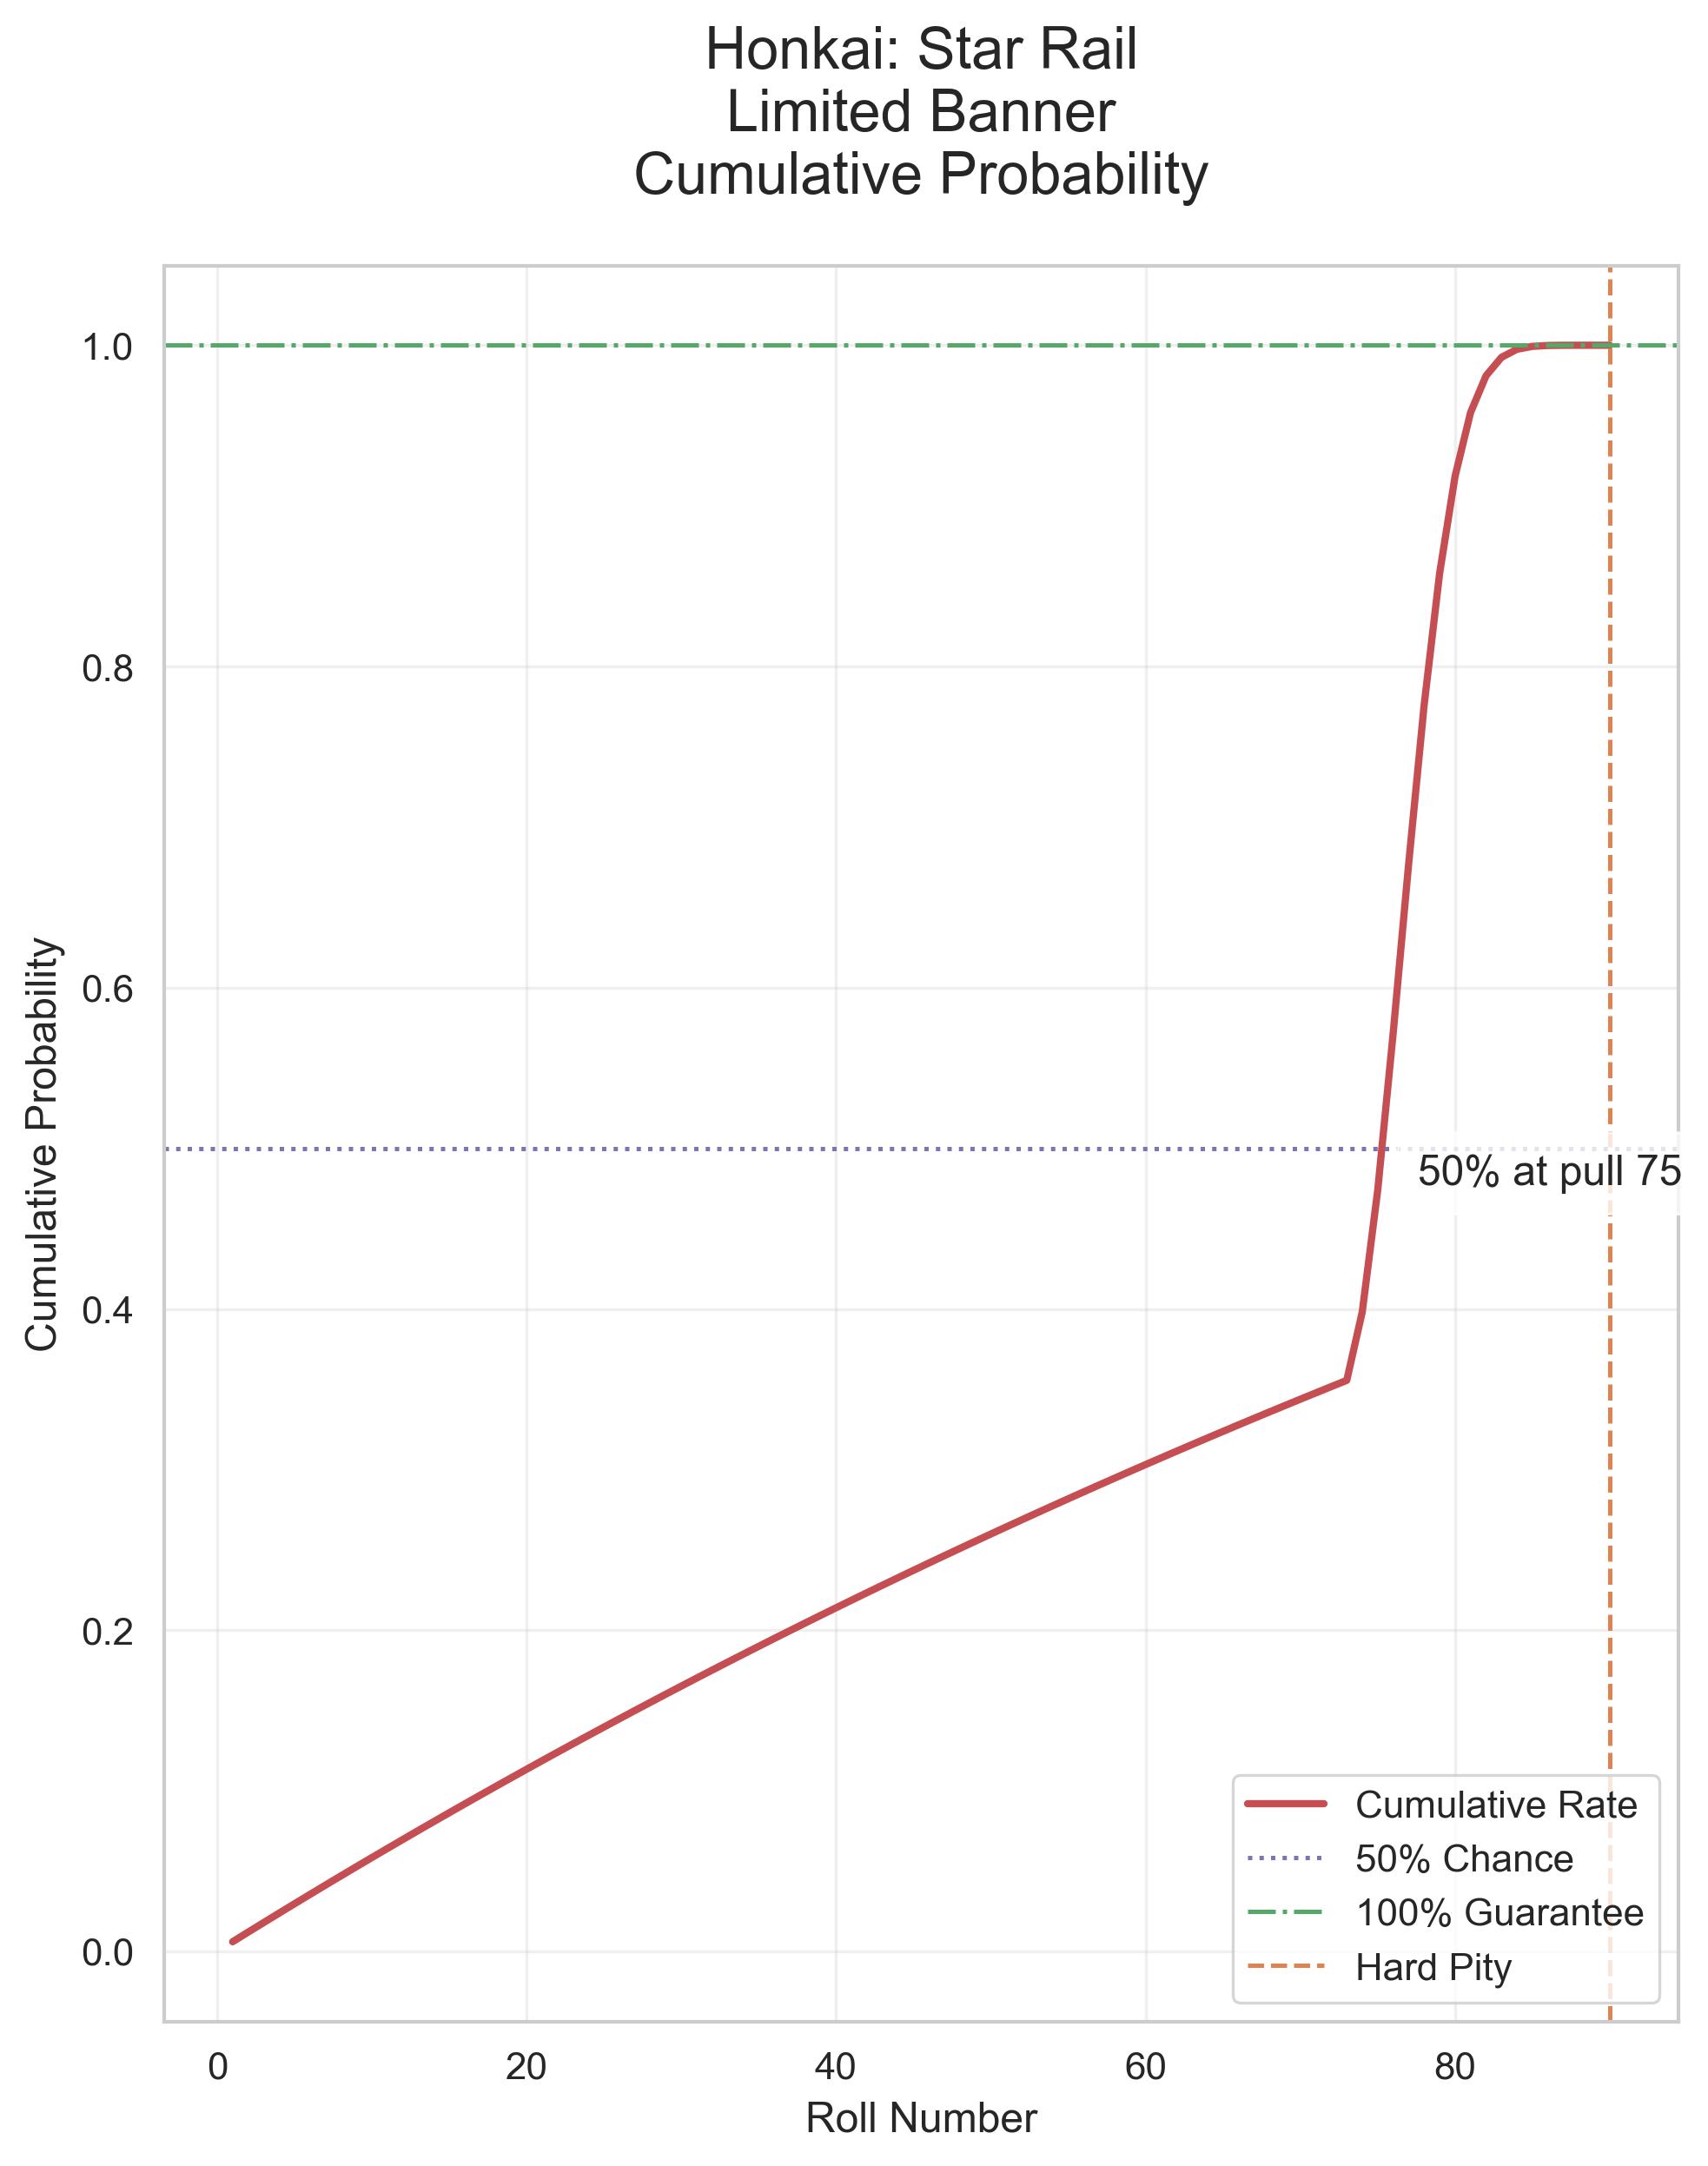 Honkai: Star Rail
Limited Banner
Cumulative Probability
Cumulative Probability
1.0
0.8
0.6
0.4
0.2
0.0
50% at pull 75
Cumulative Rate
50% Chance
100% Guarantee
Hard Pity
0 20 40 60 80
Roll Number